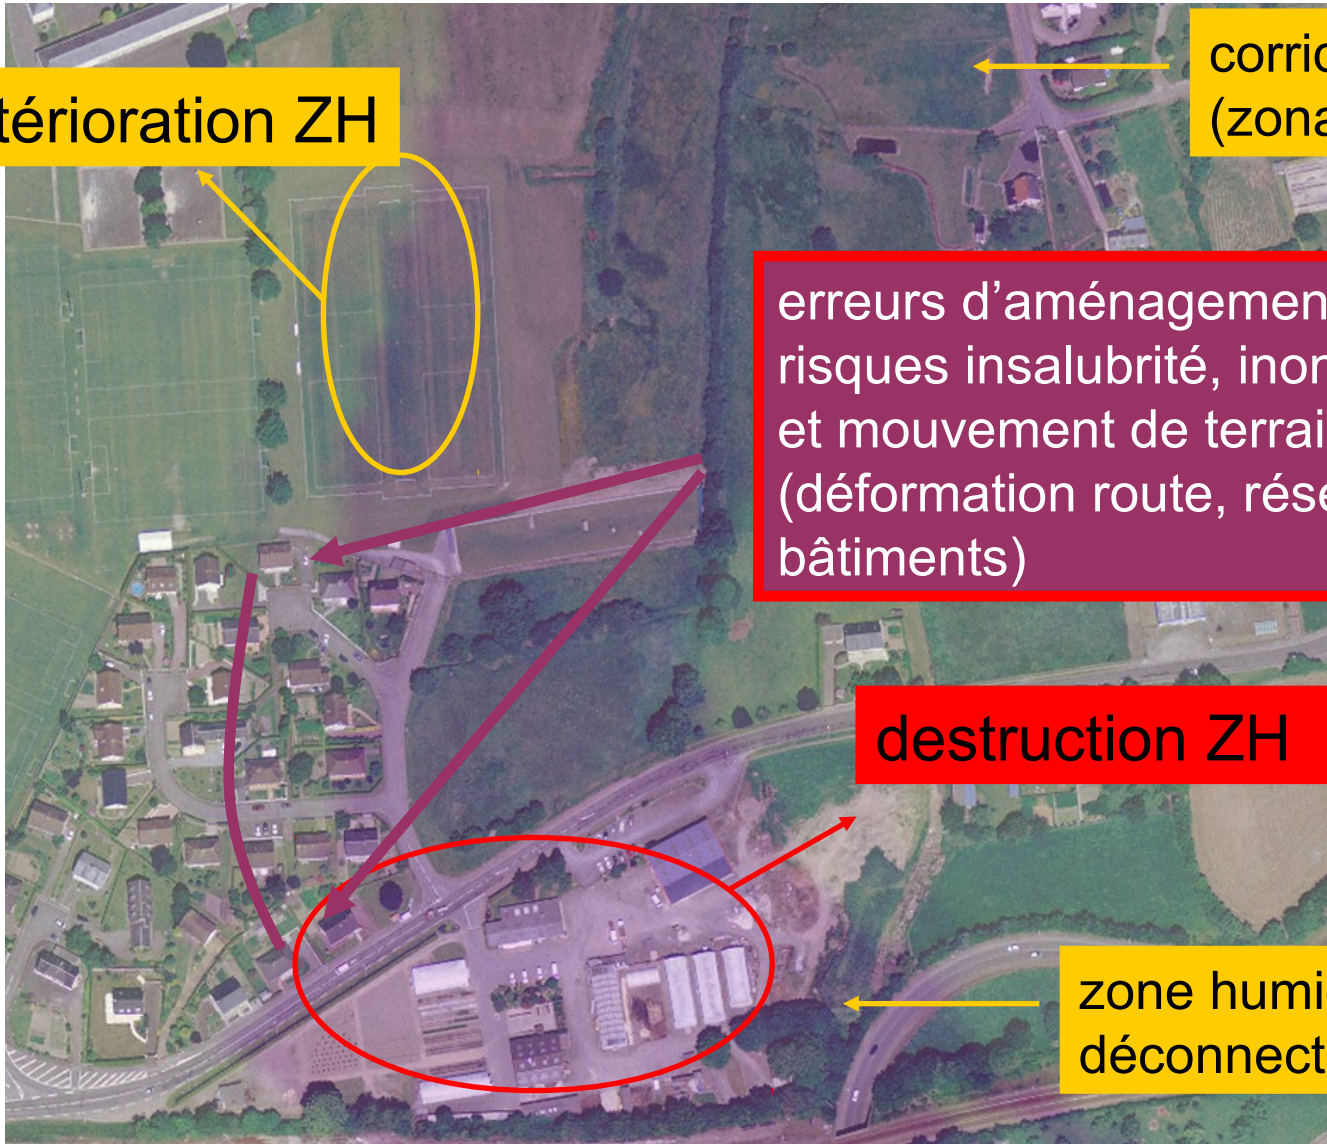 corric
(zona
térioration ZH
erreurs d’aménagemen
risques insalubrité, inon
et mouvement de terrai
(déformation route, rése
bâtiments)
destruction ZH
zone humi
déconnect